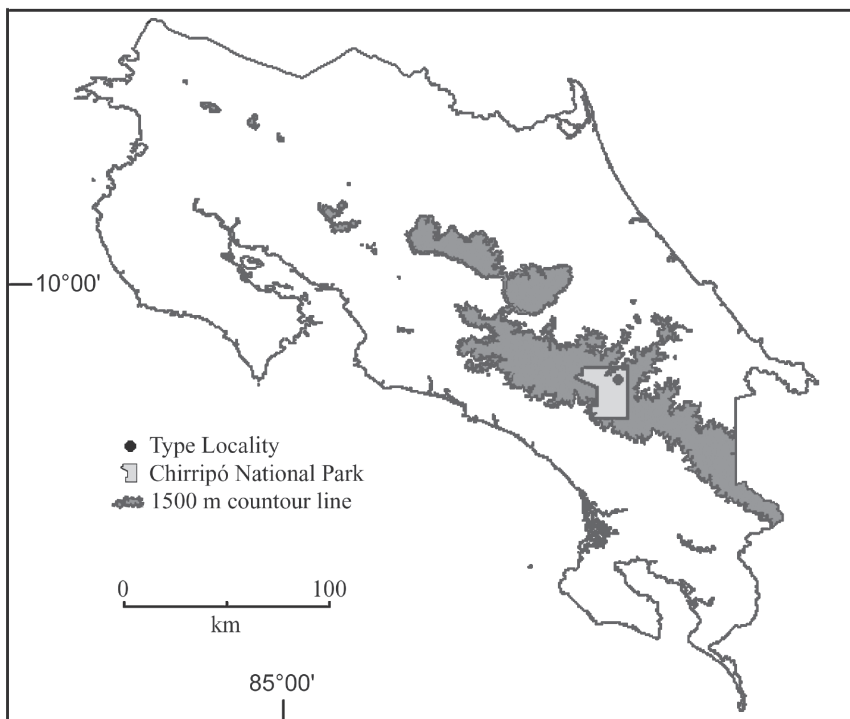 10°00'
Type Locality
Chirripó National Park
1500 m countour line
0 100
km
85°00'